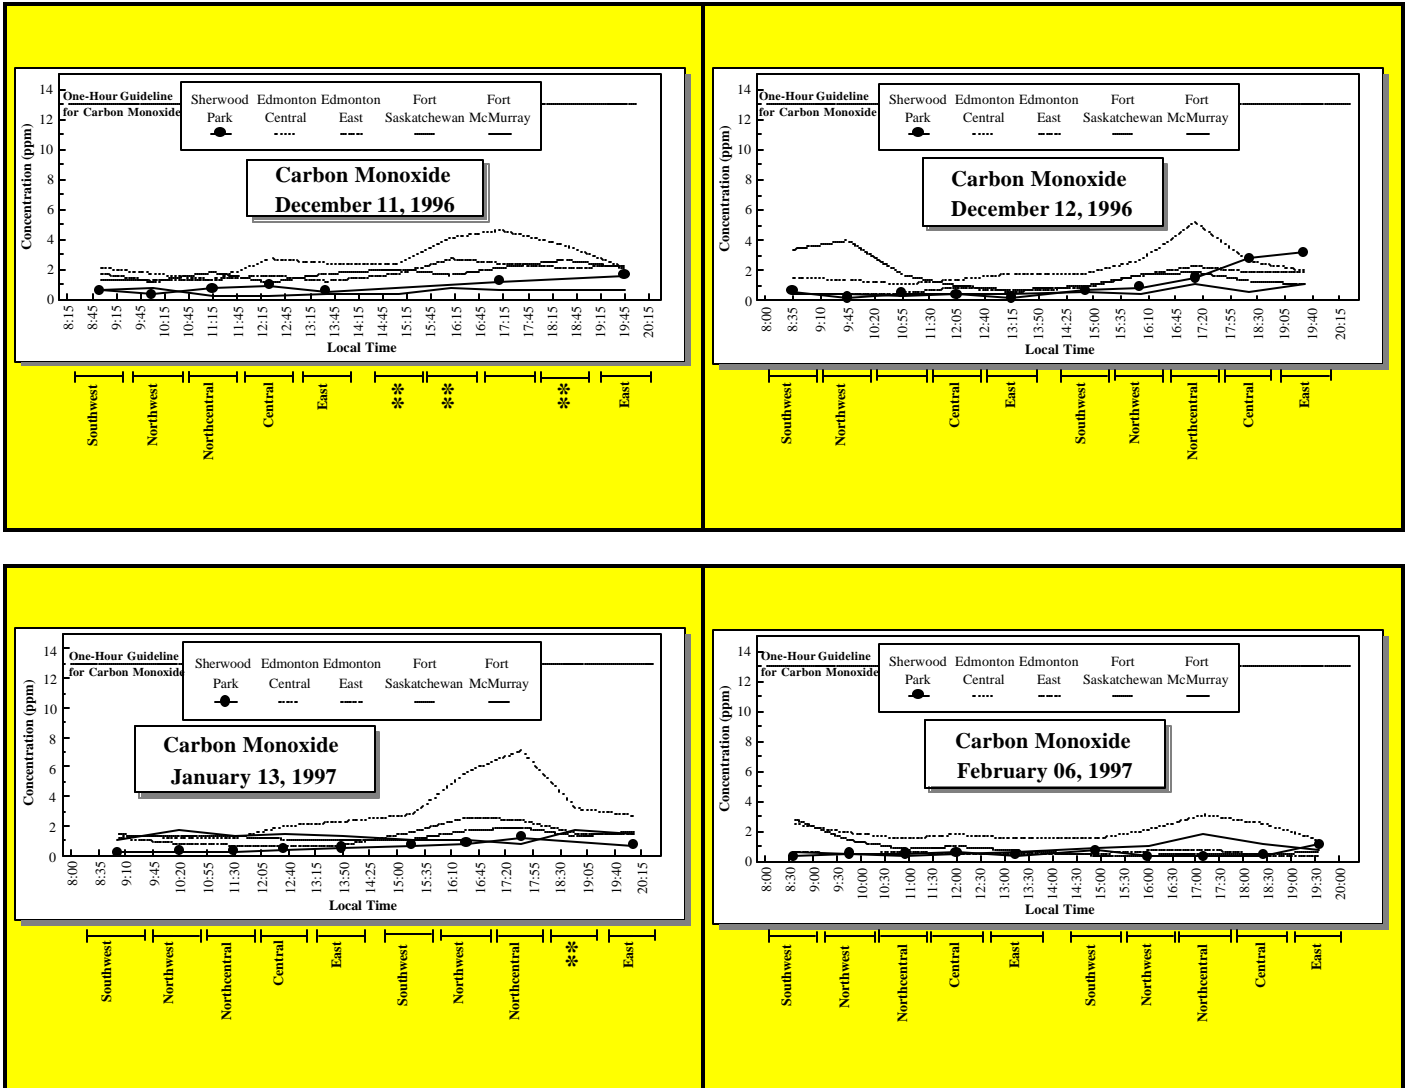 14
12
10
8
6
4
2
0
Concentration (ppm)
One-Hour Guideline
for Carbon Monoxide
Sherwood Edmonton Edmonton Fort Fort
Park Central East Saskatchewan McMurray
Carbon Monoxide
December 11, 1996
8:15 8:45 9:15 9:45 10:15 10:45 11:15 11:45 12:15 12:45 13:15 13:45 14:15 14:45 15:15 15:45 16:15 16:45 17:15 17:45 18:15 18:45 19:15 19:45 20:15
Local Time
Southwest Northwest Northcentral Central East ** ** ** East
14
12
10
8
6
4
2
0
Concentration (ppm)
One-Hour Guideline
for Carbon Monoxide
Sherwood Edmonton Edmonton Fort Fort
Park Central East Saskatchewan McMurray
Carbon Monoxide
December 12, 1996
8:00 8:35 9:10 9:45 10:20 10:55 11:30 12:05 12:40 13:15 13:50 14:25 15:00 15:35 16:10 16:45 17:20 17:55 18:30 19:05 19:40 20:15
Local Time
Southwest Northwest Central East Southwest Northwest Northcentral Central East
14
12
10
8
6
4
2
0
Concentration (ppm)
One-Hour Guideline
for Carbon Monoxide
Sherwood Edmonton Edmonton Fort Fort
Park Central East Saskatchewan McMurray
Carbon Monoxide
January 13, 1997
8:00 8:35 9:10 9:45 10:20 10:55 11:30 12:05 12:40 13:15 13:50 14:25 15:00 15:35 16:10 16:45 17:20 17:55 18:30 19:05 19:40 20:15
Local Time
Southwest Northwest Northcentral Central East Southwest Northwest Northcentral ** East
14
12
10
8
6
4
2
0
Concentration (ppm)
One-Hour Guideline
for Carbon Monoxide
Sherwood Edmonton Edmonton Fort Fort
Park Central East Saskatchewan McMurray
Carbon Monoxide
February 06, 1997
8:00 8:30 9:00 9:30 10:00 10:30 11:00 11:30 12:00 12:30 13:00 13:30 14:00 14:30 15:00 15:30 16:00 16:30 17:00 17:30 18:00 18:30 19:00 19:30 20:00
Local Time
Southwest Northwest Northcentral Central East Southwest Northwest Northcentral Central East